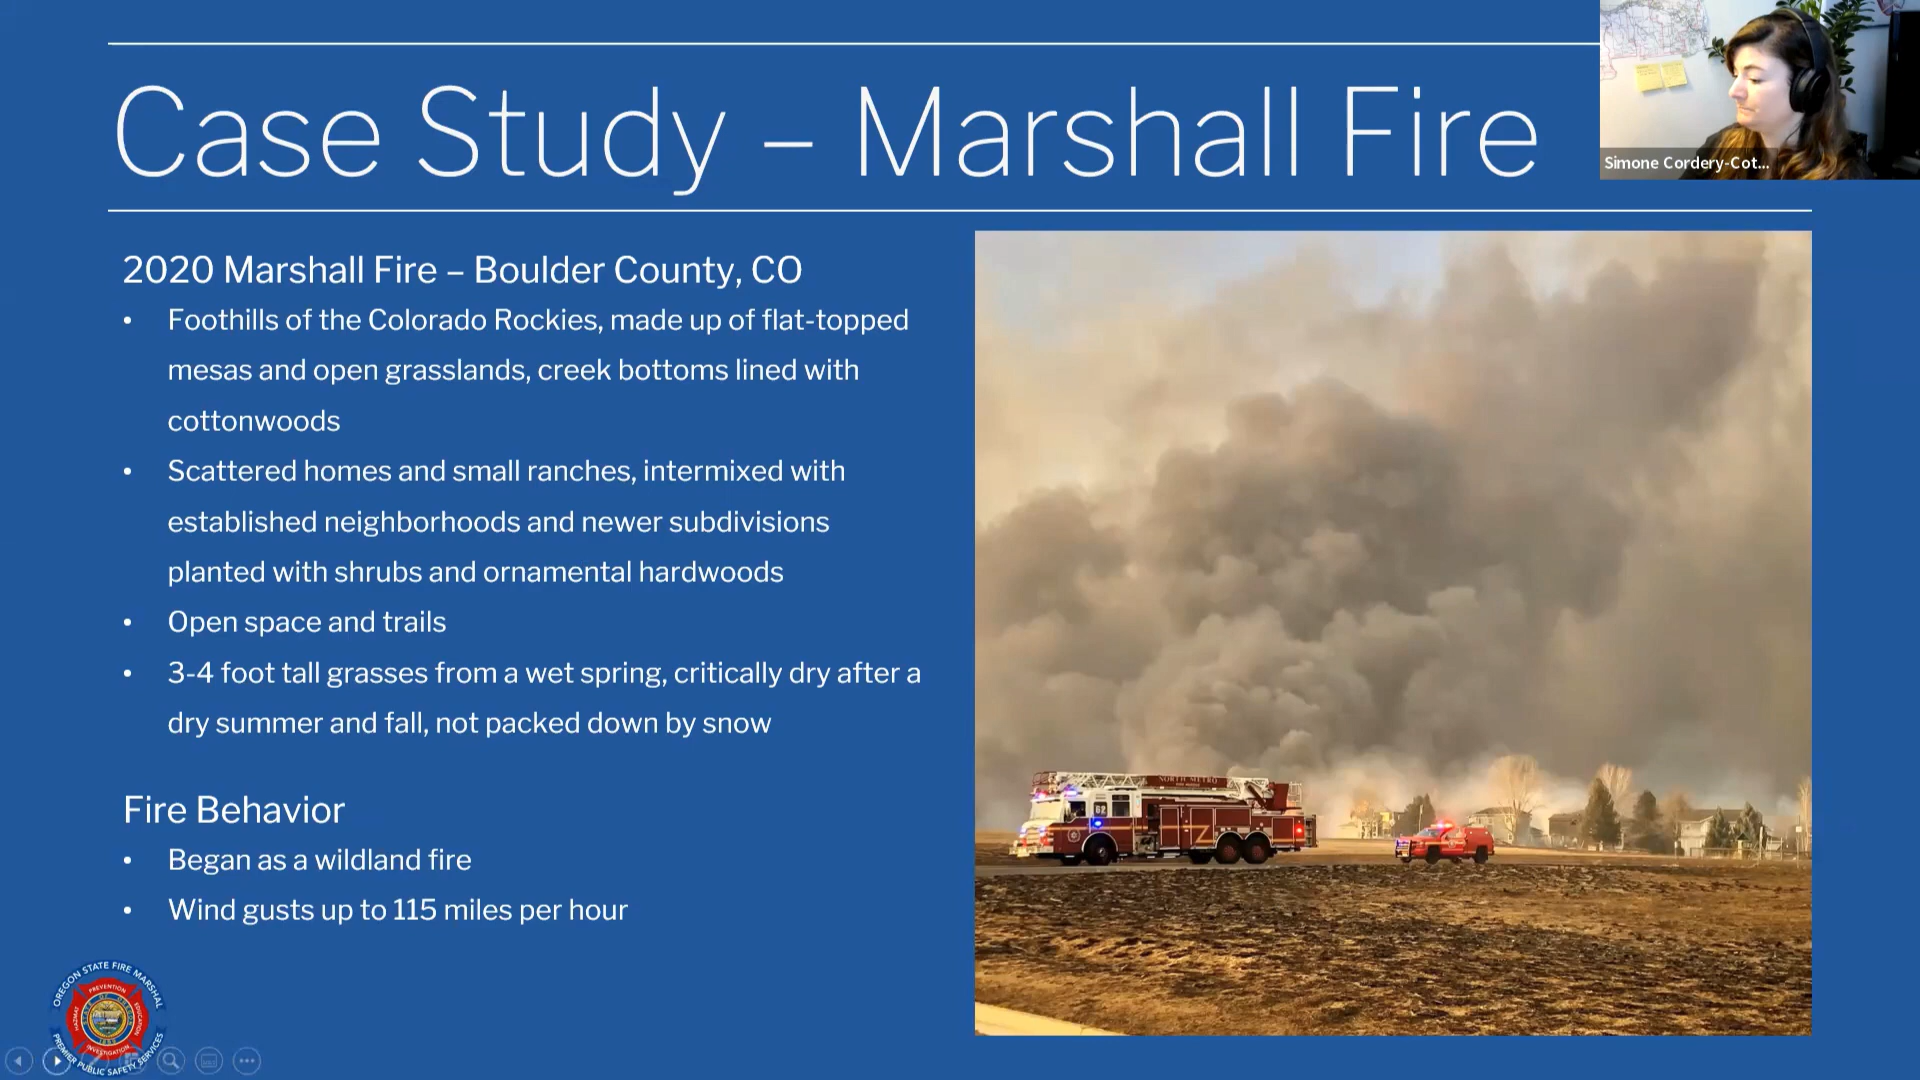 Case Study – Marshall Fire
Simone Cordery-Cot...
2020 Marshall Fire – Boulder County, CO
• Foothills of the Colorado Rockies, made up of flat-topped
mesas and open grasslands, creek bottoms lined with
cottonwoods
• Scattered homes and small ranches, intermixed with
established neighborhoods and newer subdivisions
planted with shrubs and ornamental hardwoods
• Open space and trails
• 3-4 foot tall grasses from a wet spring, critically dry after a
dry summer and fall, not packed down by snow
Fire Behavior
• Began as a wildland fire
• Wind gusts up to 115 miles per hour
NORTH METRO
62
OREGON STATE FIRE MARSHAL
PREVENTION
HAZMAT
EDUCATION
INVESTIGATION
PREMIER PUBLIC SAFETY SERVICES